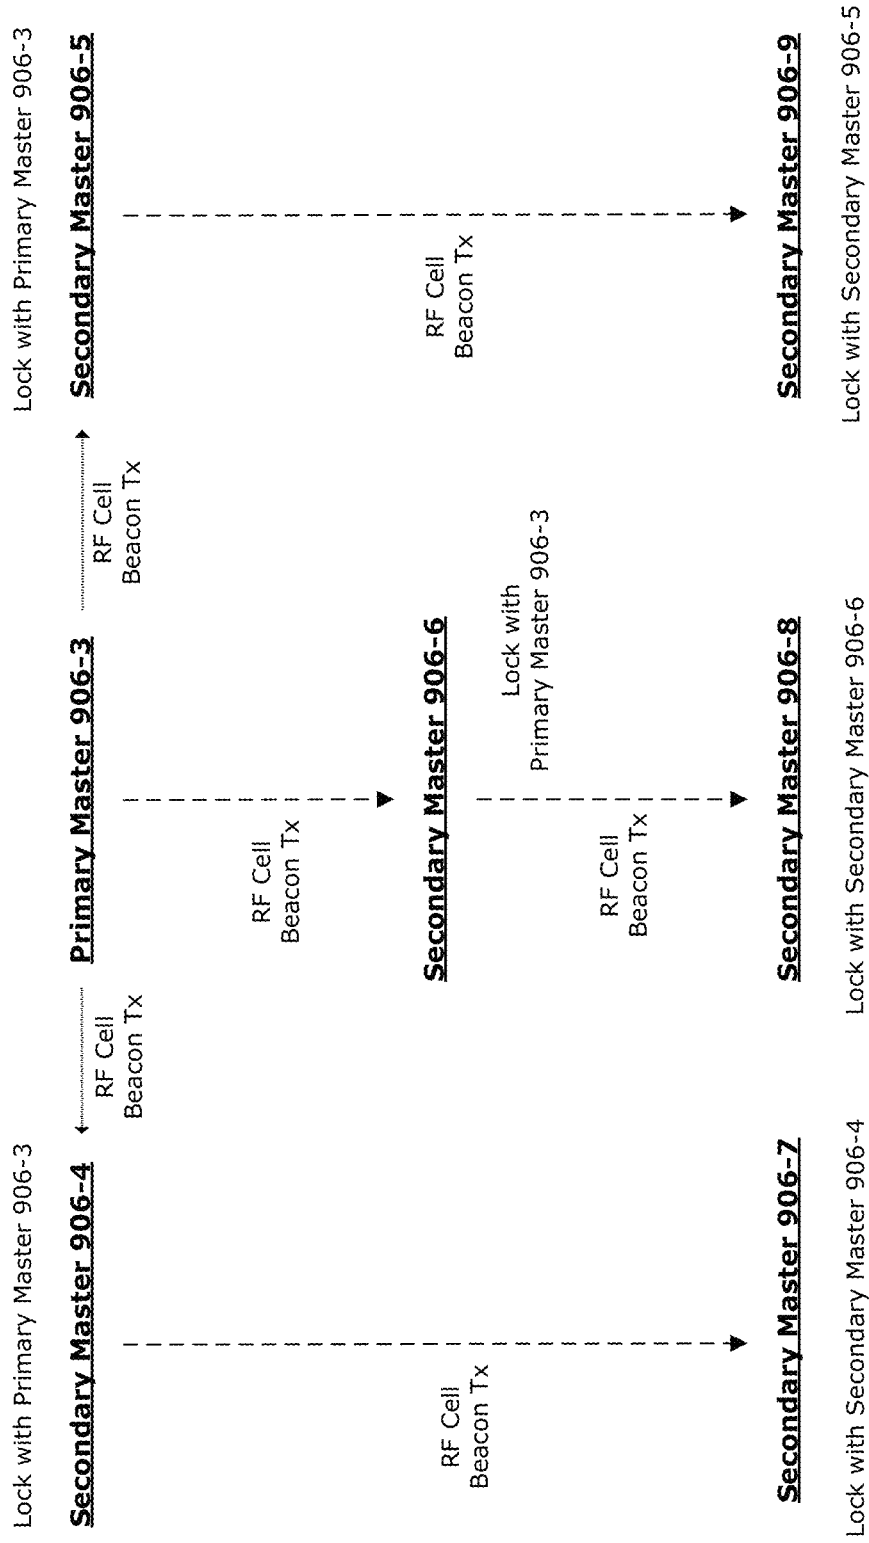 Lock with Primary Master 906-3
Secondary Master 906-4
RF Cell
Beacon Tx
Primary Master 906-3
RF Cell
Beacon Tx
Lock with Primary Master 906-3
Secondary Master 906-5
RF Cell
Beacon Tx
RF Cell
Beacon Tx
RF Cell
Beacon Tx
Secondary Master 906-6
Lock with
Primary Master 906-3
RF Cell
Beacon Tx
Secondary Master 906-7
Lock with Secondary Master 906-4
Secondary Master 906-8
Lock with Secondary Master 906-6
Secondary Master 906-9
Lock with Secondary Master 906-5